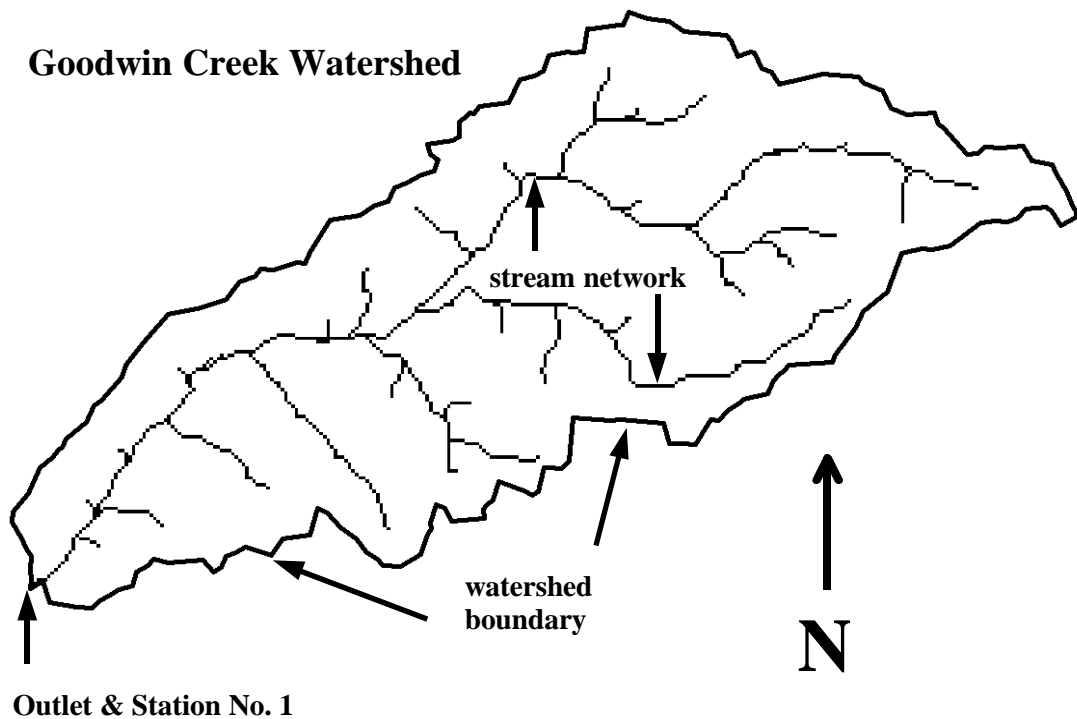 Goodwin Creek Watershed
stream network
watershed
boundary
N
Outlet & Station No. 1